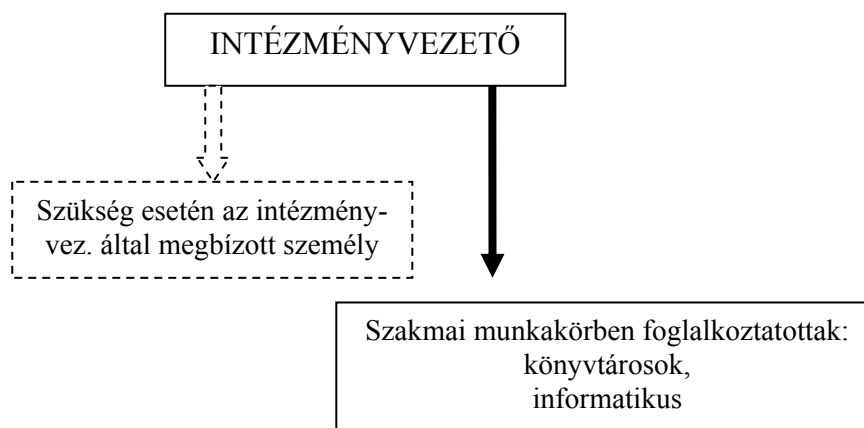 INTÉZMÉNYVEZETŐ
Szükség esetén az intézmény-
vez. által megbízott személy
Szakmai munkakörben foglalkoztatottak:
könyvtárosok,
informatikus